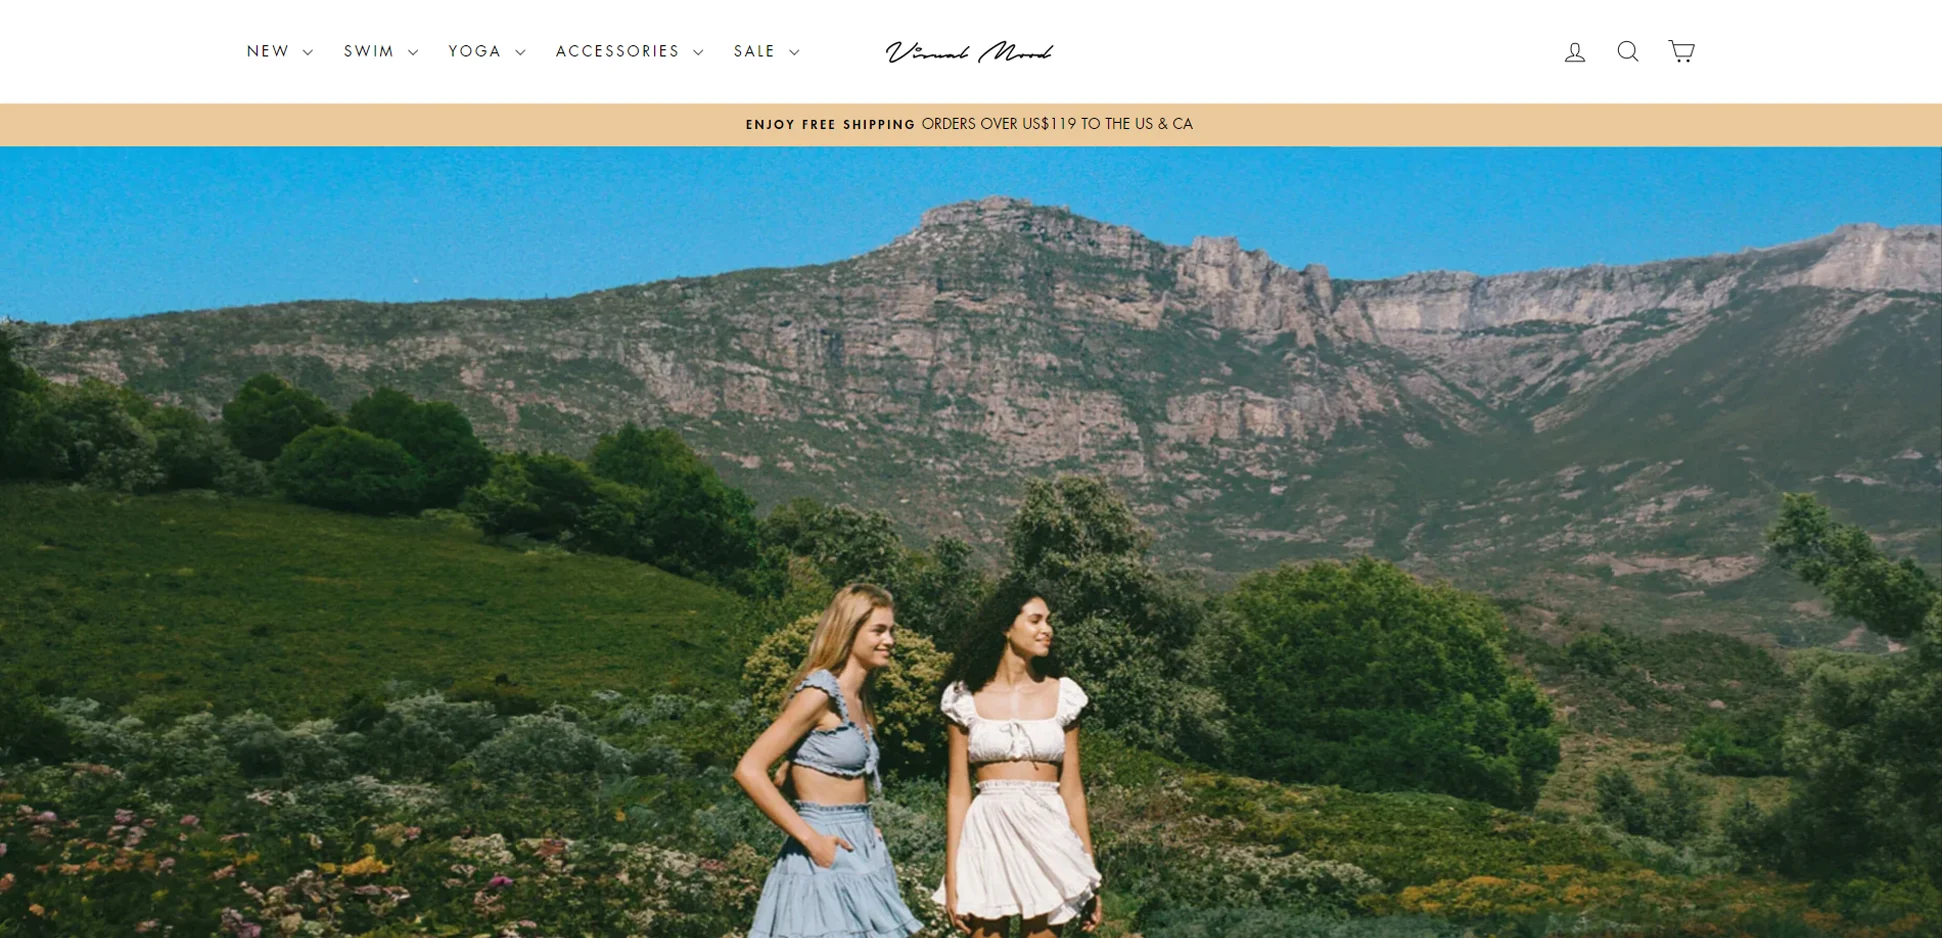 NEW SWIM YOGA ACCESSORIES SALE Visual Mood
ENJOY FREE SHIPPING ORDERS OVER US$119 TO THE US & CA